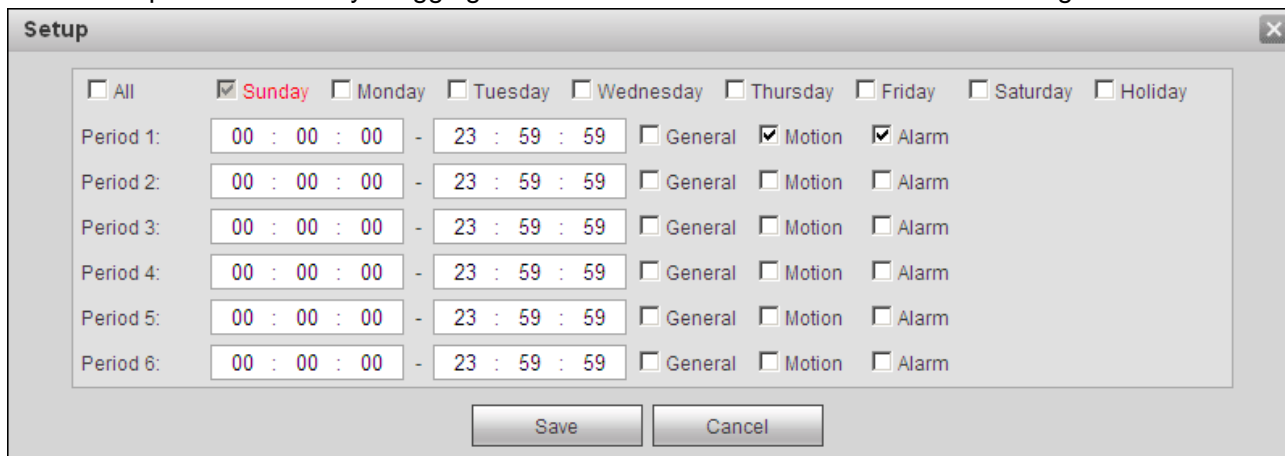 Setup
All Sunday Monday Tuesday Wednesday Thursday Friday Saturday Holiday
Period 1: 00 : 00 : 00 - 23 : 59 : 59 General Motion Alarm
Period 2: 00 : 00 : 00 - 23 : 59 : 59 General Motion Alarm
Period 3: 00 : 00 : 00 - 23 : 59 : 59 General Motion Alarm
Period 4: 00 : 00 : 00 - 23 : 59 : 59 General Motion Alarm
Period 5: 00 : 00 : 00 - 23 : 59 : 59 General Motion Alarm
Period 6: 00 : 00 : 00 - 23 : 59 : 59 General Motion Alarm
Save Cancel